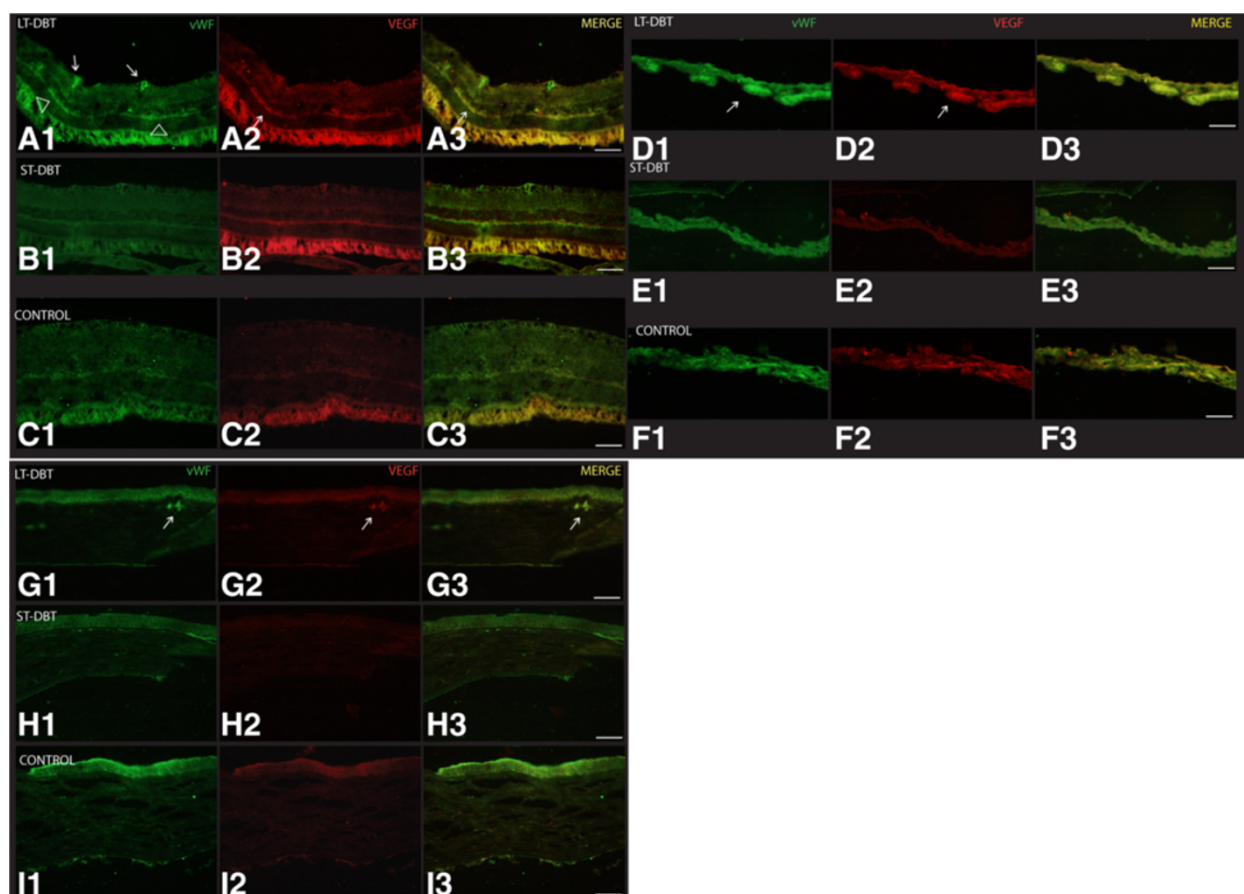 LT-DBT vWF VEGF MERGE
A1 A2 A3
ST-DBT
B1 B2 B3
CONTROL
C1 C2 C3
LT-DBT vWF VEGF MERGE
D1 D2 D3
ST-DBT
E1 E2 E3
CONTROL
F1 F2 F3
LT-DBT vWF VEGF MERGE
G1 G2 G3
ST-DBT
H1 H2 H3
CONTROL
I1 I2 I3